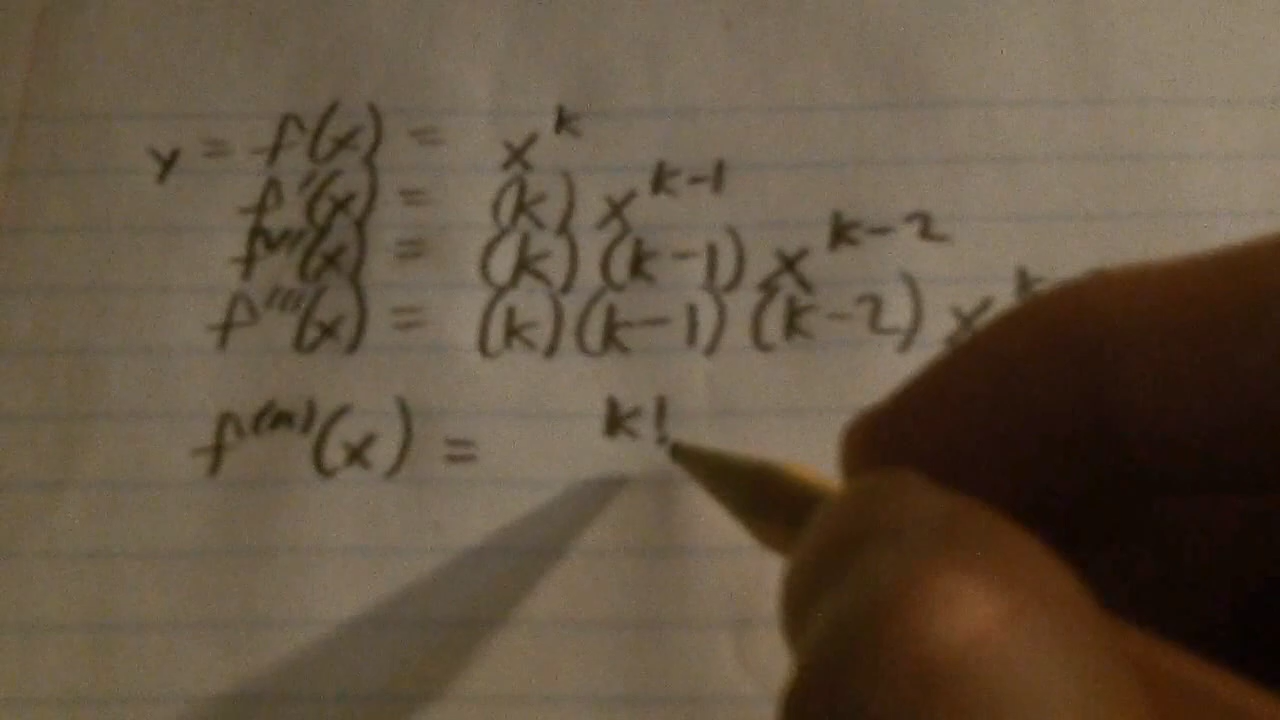 y = f(x) = x^k
f'(x) = (k) x^k-1
f''(x) = (k) (k-1) x^k-2
f'''(x) = (k)(k-1) (k-2) x^k
f^(n)(x) = k!